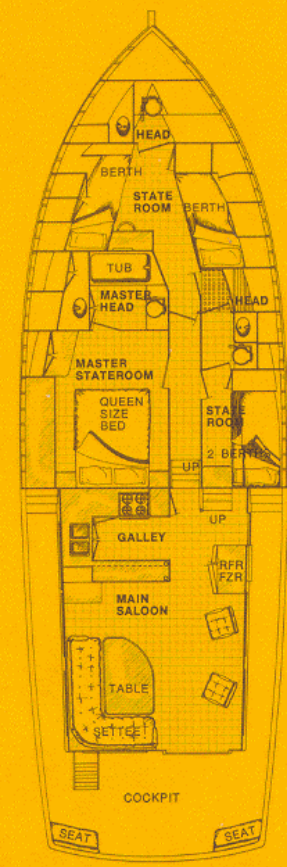 HEAD
BERTH
STATE
ROOM
BERTH
TUB
MASTER
HEAD
HEAD
MASTER
STATEROOM
QUEEN
SIZE
BED
STATE
ROOM
2 BERTHS
UP
UP
GALLEY
RFR
FZR
MAIN
SALOON
TABLE
SETTEE
COCKPIT
SEAT
SEAT